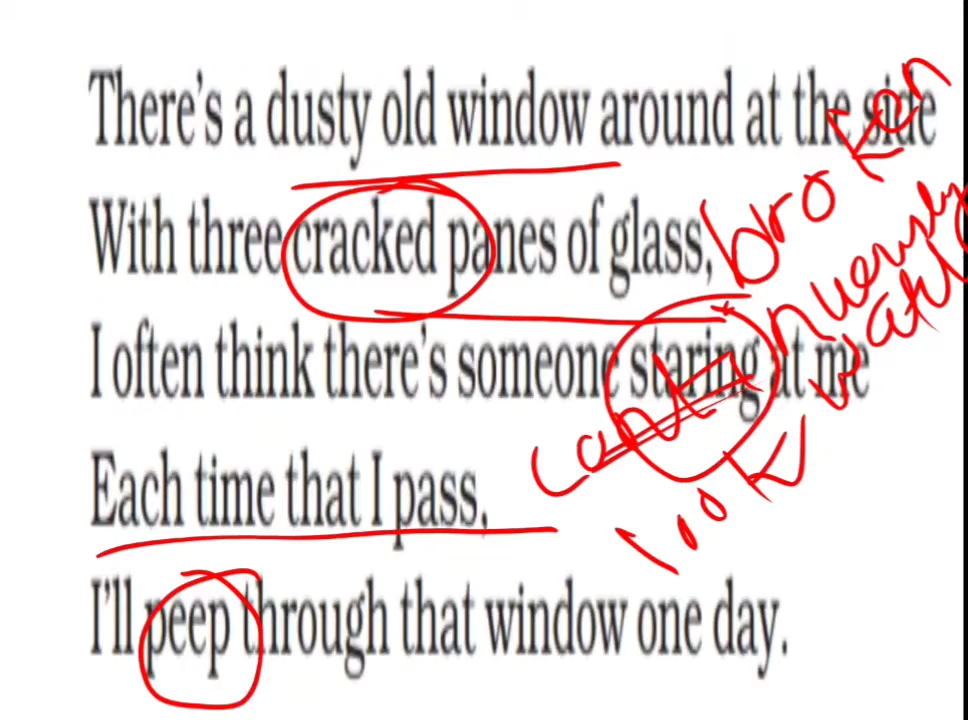 There's a dusty old window around at the side
broken
With three cracked panes of glass,
I often think there's someone staring at me
look
Each time that I pass,
I'll peep through that window one day.